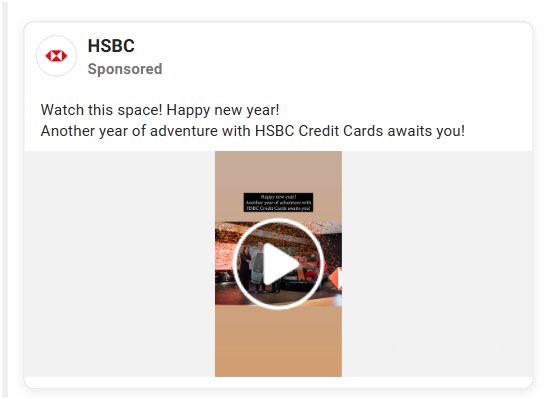 HSBC
Sponsored
Watch this space! Happy new year!
Another year of adventure with HSBC Credit Cards awaits you!
Happy new year!
Another year of adventure with
HSBC Credit Cards awaits you!